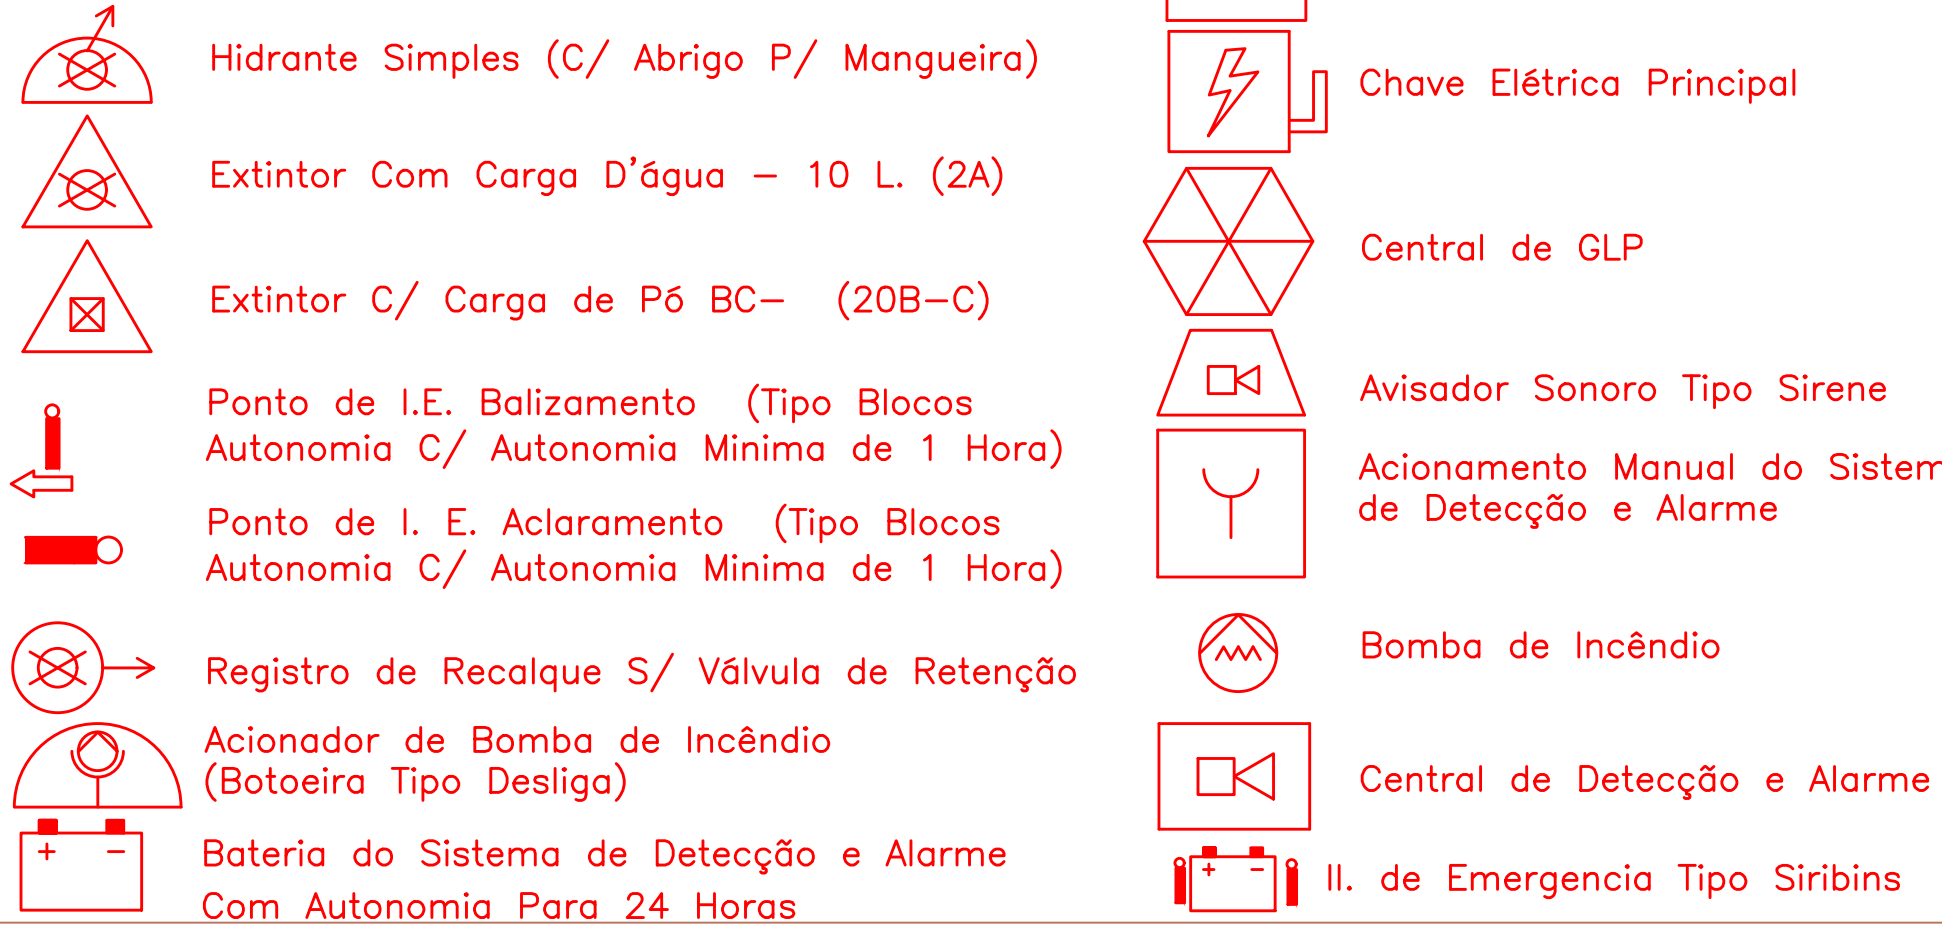 Hidrante Simples (C/ Abrigo P/ Mangueira)
Extintor Com Carga D'água - 10 L. (2A)
Extintor C/ Carga de Pó BC- (20B-C)
Ponto de I.E. Balizamento (Tipo Blocos
Autonomia C/ Autonomia Minima de 1 Hora)
Ponto de I. E. Aclaramento (Tipo Blocos
Autonomia C/ Autonomia Minima de 1 Hora)
Registro de Recalque S/ Válvula de Retenção
Acionador de Bomba de Incêndio
(Botoeira Tipo Desliga)
Bateria do Sistema de Detecção e Alarme
Com Autonomia Para 24 Horas
Chave Elétrica Principal
Central de GLP
Avisador Sonoro Tipo Sirene
Acionamento Manual do Sistem
de Detecção e Alarme
Bomba de Incêndio
Central de Detecção e Alarme
Il. de Emergencia Tipo Siribins